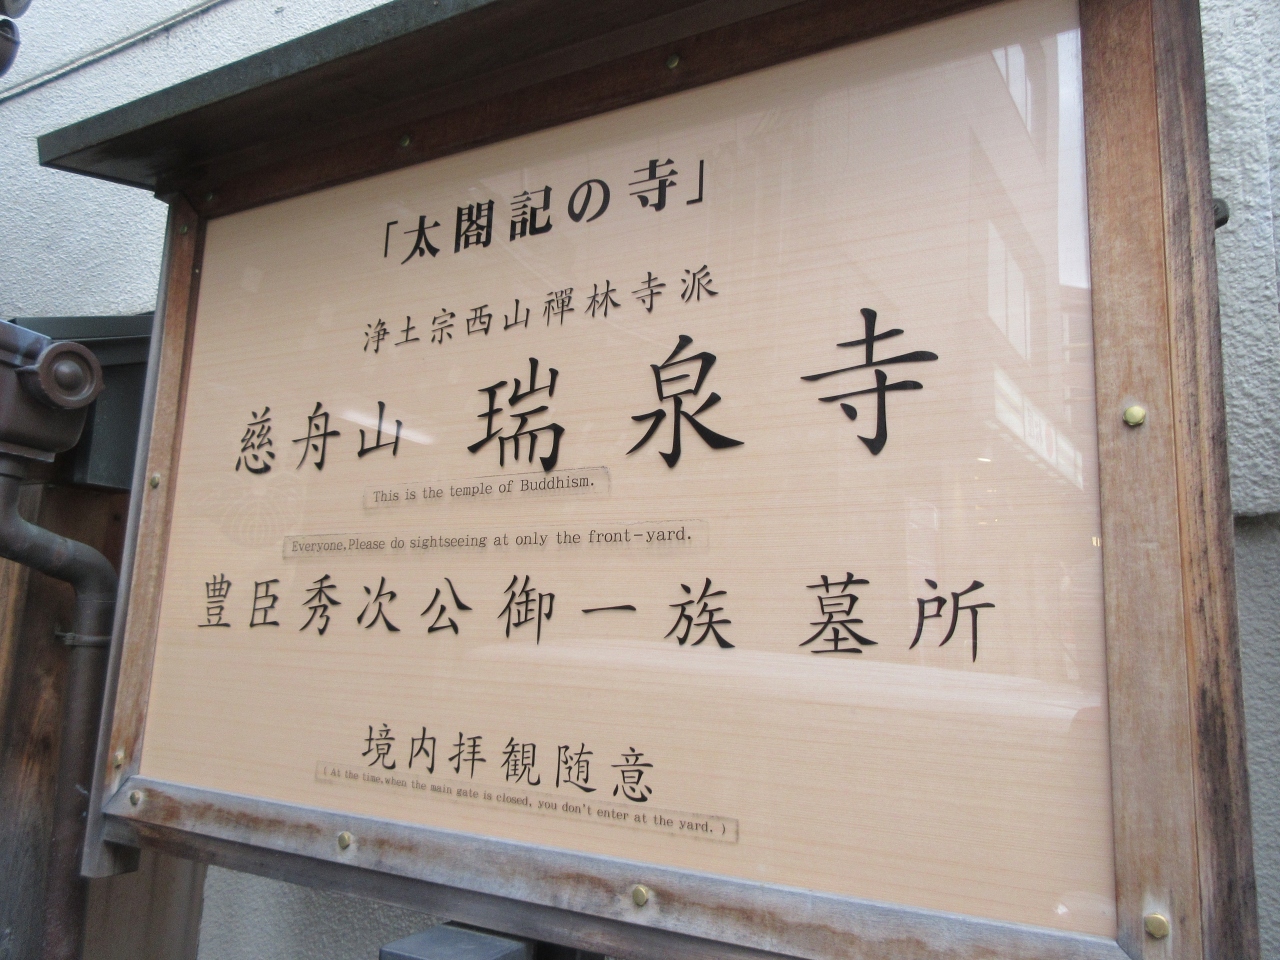 「太閤記の寺」
浄土宗西山禪林寺派
慈舟山 瑞泉寺
This is the temple of Buddhism.
Everyone,Please do sightseeing at only the front-yard.
豊臣秀次公御一族 墓所
境内拝観随意
( at the time,when the main gate is closed, you don't enter at the yard. )